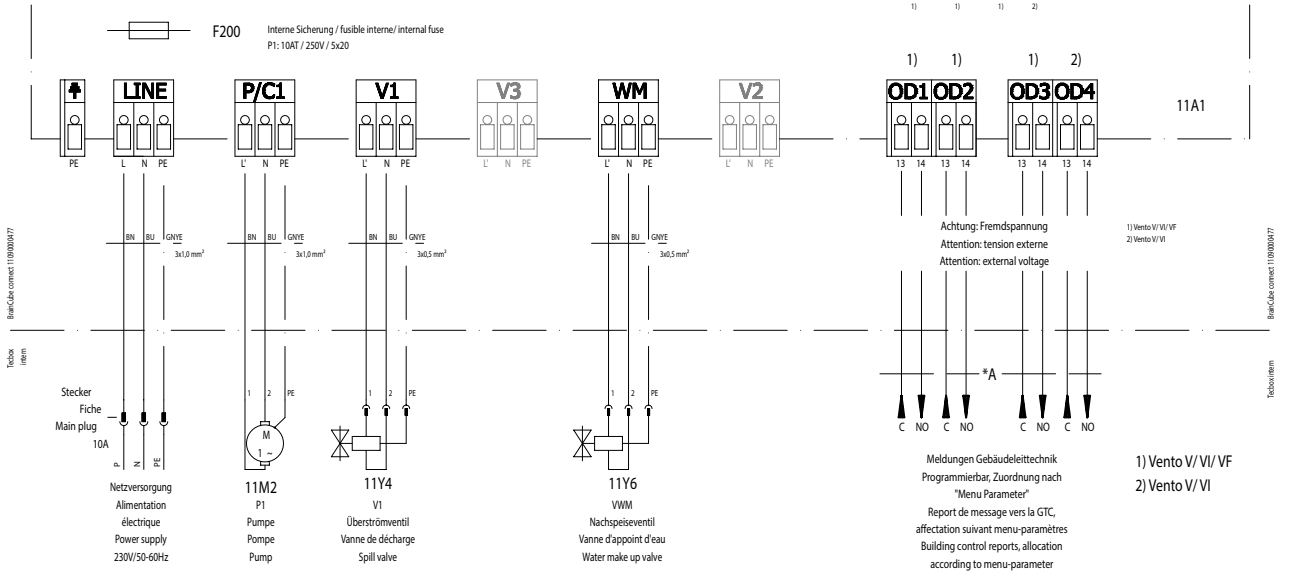 1) 1) 1) 2)
F200 Interne Sicherung / fusible interne/ internal fuse
P1: 10AT / 250V / 5x20
1) 1) 1) 2)
LINE P/C1 V1 V3 WM V2 OD1 OD2 OD3 OD4
11A1
PE L N PE L' N PE L' N PE L' N PE L' N PE L' N PE 13 14 13 14 13 14 13 14
BrainCube connect 11090000477
BN BU GNYE
3x1,0 mm²
BN BU GNYE
3x1,0 mm²
BN BU GNYE
3x0,5 mm²
BN BU GNYE
3x0,5 mm²
Achtung: Fremdspannung
Attention: tension externe
Attention: external voltage
1) Vento V/ VI/ VF
2) Vento V/ VI
BrainCube connect 11090000477
Tecbox
intern
Tecbox intern
*A
Stecker
Fiche
Main plug
10A
P N PE
1 2 PE
M
1 ~
1 2 PE
1 2 PE
C NO C NO C NO C NO
Netzversorgung
Alimentation
électrique
Power supply
230V/50-60Hz
11M2
P1
Pumpe
Pompe
Pump
11Y4
V1
Überströmventil
Vanne de décharge
Spill valve
11Y6
VWM
Nachspeiseventil
Vanne d'appoint d'eau
Water make up valve
Meldungen Gebäudeleittechnik
Programmierbar, Zuordnung nach
"Menu Parameter"
Report de message vers la GTC,
affectation suivant menu-paramètres
Building control reports, allocation
according to menu-parameter
1) Vento V/ VI/ VF
2) Vento V/ VI